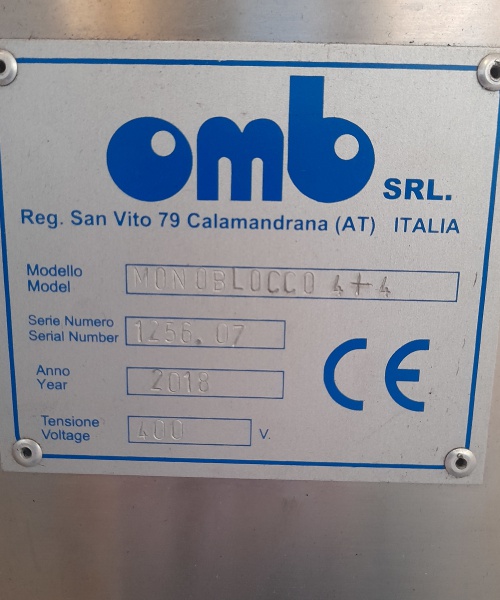 omb SRL.
Reg. San Vito 79 Calamandrana (AT) ITALIA
Modello
Model
MONOBLOCCO 4+4
Serie Numero
Serial Number
1456.07
Anno
Year
2018
Tensione
Voltage
400 V.
CE